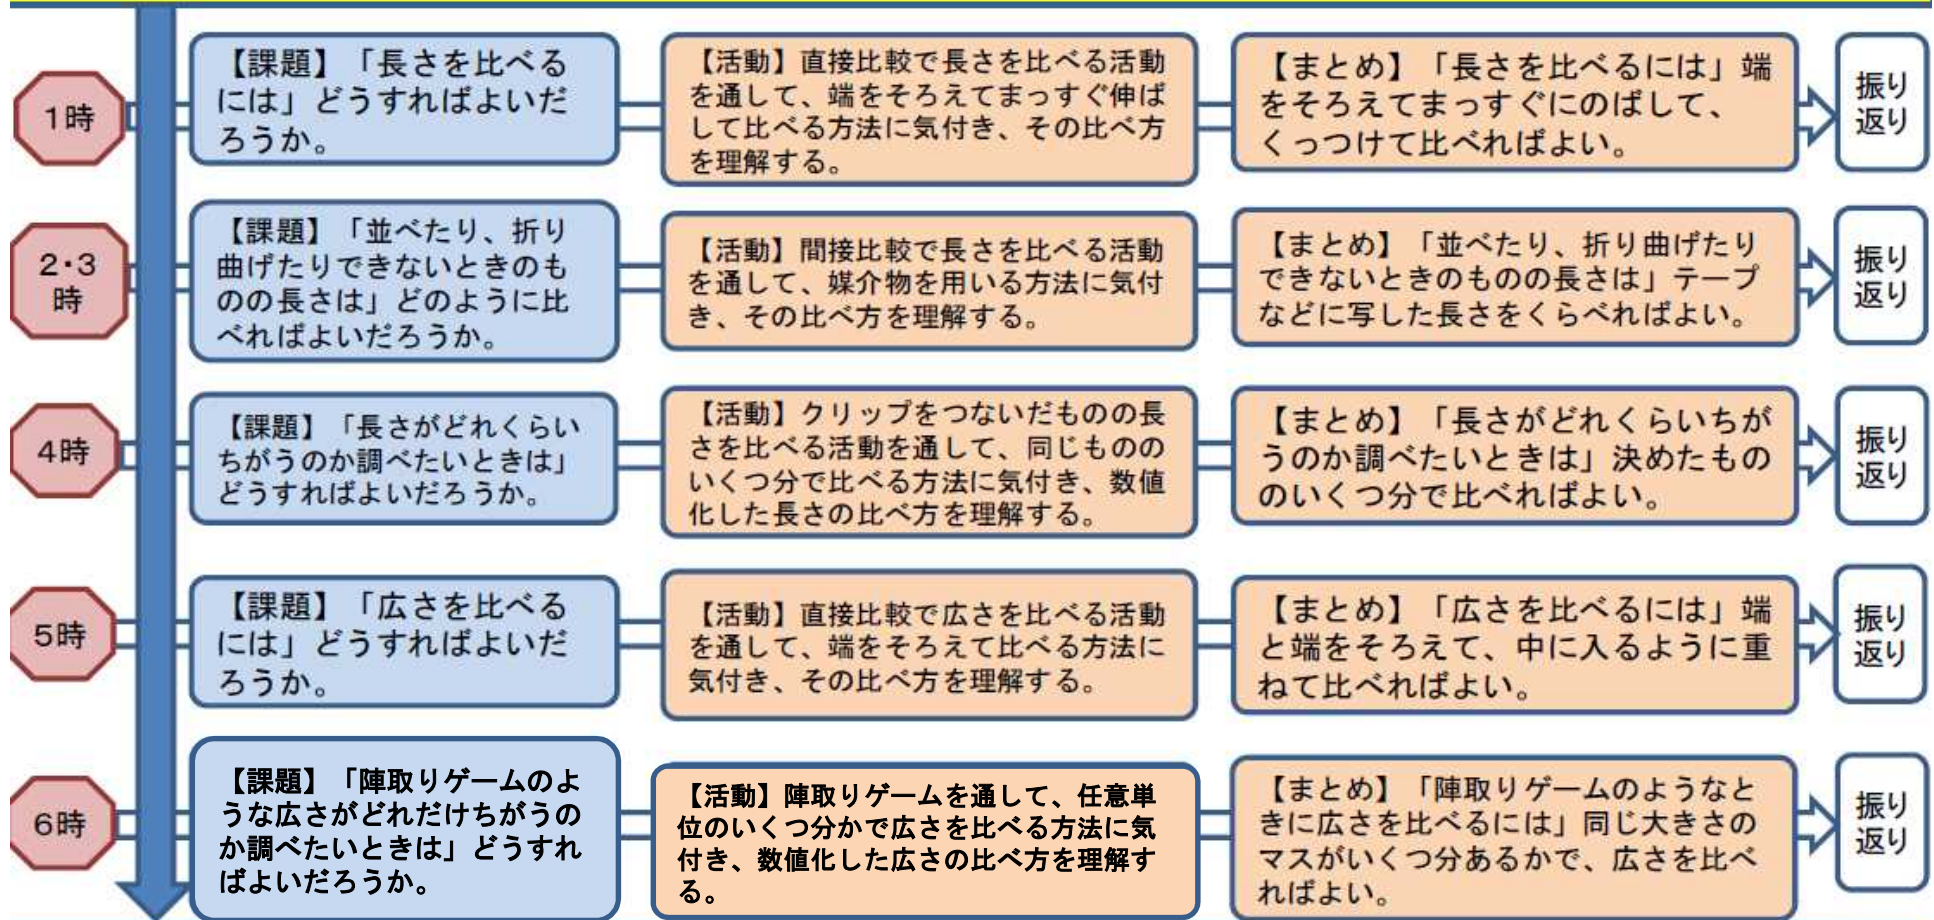 1時
【課題】「長さを比べる
には」どうすればよいだ
ろうか。
【活動】直接比較で長さを比べる活動
を通して、端をそろえてまっすぐ伸ば
して比べる方法に気付き、その比べ方
を理解する。
【まとめ】「長さを比べるには」端
をそろえてまっすぐにのばして、
くっつけて比べればよい。
振り
返り
2・3
時
【課題】「並べたり、折り
曲げたりできないときのも
のの長さは」どのように比
べればよいだろうか。
【活動】間接比較で長さを比べる活動
を通して、媒介物を用いる方法に気付
き、その比べ方を理解する。
【まとめ】「並べたり、折り曲げたり
できないときのものの長さは」テープ
などに写した長さをくらべればよい。
振り
返り
4時
【課題】「長さがどれくらい
ちがうのか調べたいときは」
どうすればよいだろうか。
【活動】クリップをつないだものの長
さを比べる活動を通して、同じものの
いくつ分で比べる方法に気付き、数値
化した長さの比べ方を理解する。
【まとめ】「長さがどれくらいちが
うのか調べたいときは」決めたもの
のいくつ分で比べればよい。
振り
返り
5時
【課題】「広さを比べる
には」どうすればよいだ
ろうか。
【活動】直接比較で広さを比べる活動
を通して、端をそろえて比べる方法に
気付き、その比べ方を理解する。
【まとめ】「広さを比べるには」端
と端をそろえて、中に入るように重
ねて比べればよい。
振り
返り
6時
【課題】「陣取りゲームのよ
うな広さがどれだけちがうの
か調べたいときは」どうすれ
ばよいだろうか。
【活動】陣取りゲームを通して、任意単
位のいくつ分かで広さを比べる方法に気
付き、数値化した広さの比べ方を理解す
る。
【まとめ】「陣取りゲームのようなと
きに広さを比べるには」同じ大きさの
マスがいくつ分あるかで、広さを比べ
ればよい。
振り
返り